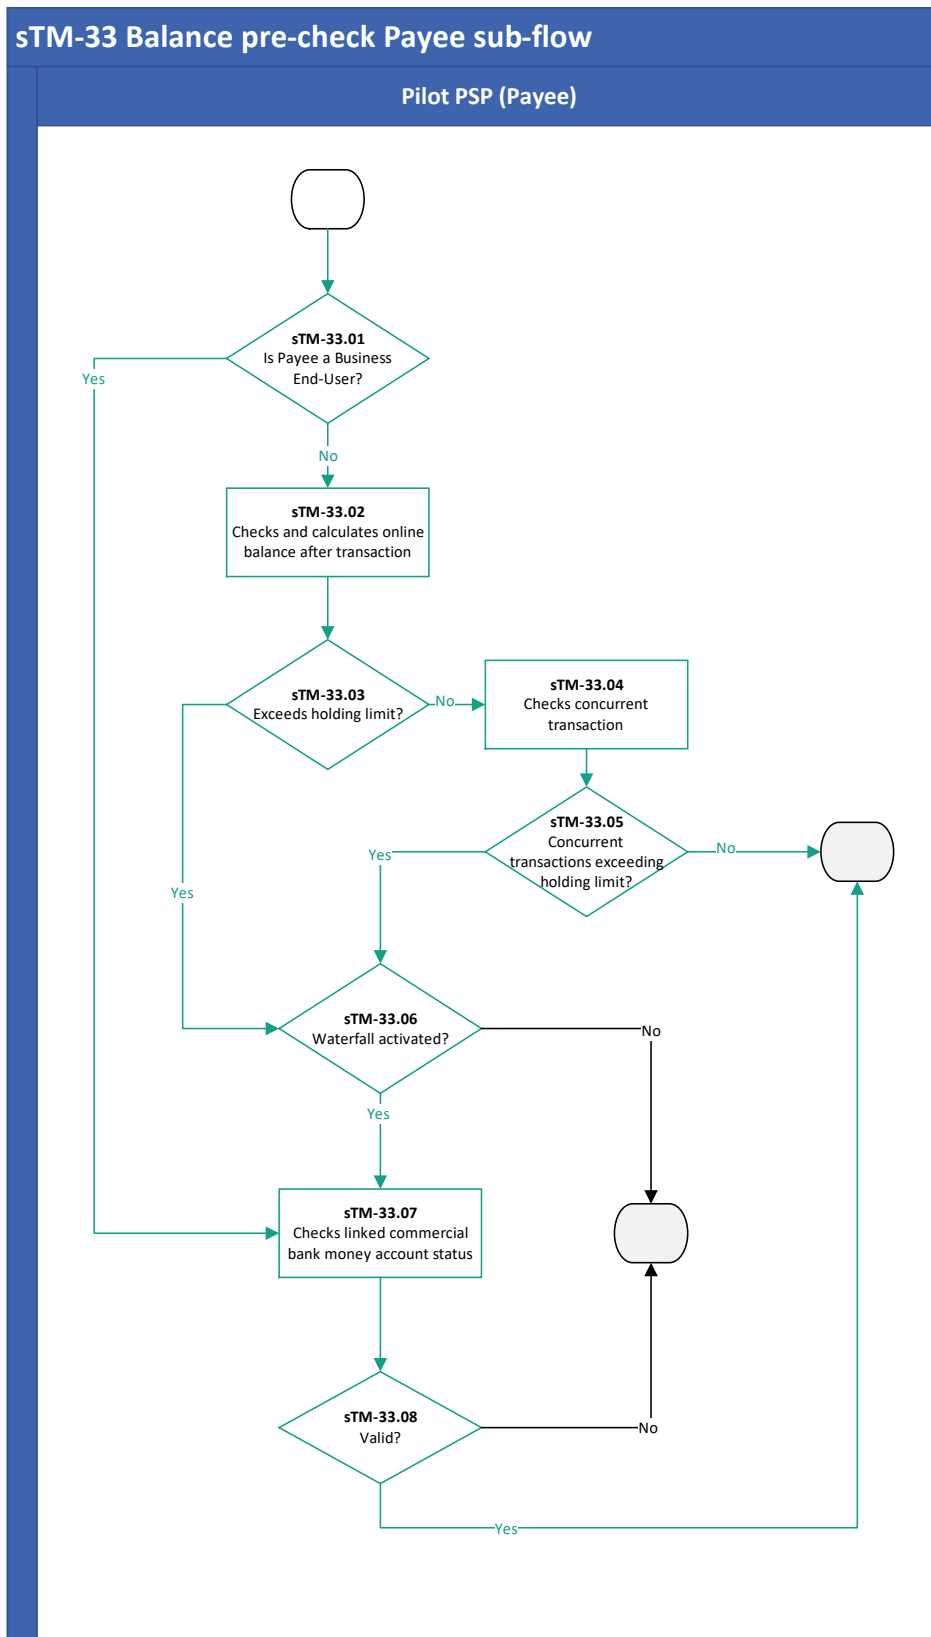 sTM-33 Balance pre-check Payee sub-flow
Pilot PSP (Payee)
sTM-33.01
Is Payee a Business
End-User?
Yes
No
sTM-33.02
Checks and calculates online
balance after transaction
sTM-33.03
Exceeds holding limit?
No
sTM-33.04
Checks concurrent
transaction
sTM-33.05
Concurrent
transactions exceeding
holding limit?
Yes
No
Yes
sTM-33.06
Waterfall activated?
No
Yes
sTM-33.07
Checks linked commercial
bank money account status
sTM-33.08
Valid?
No
Yes